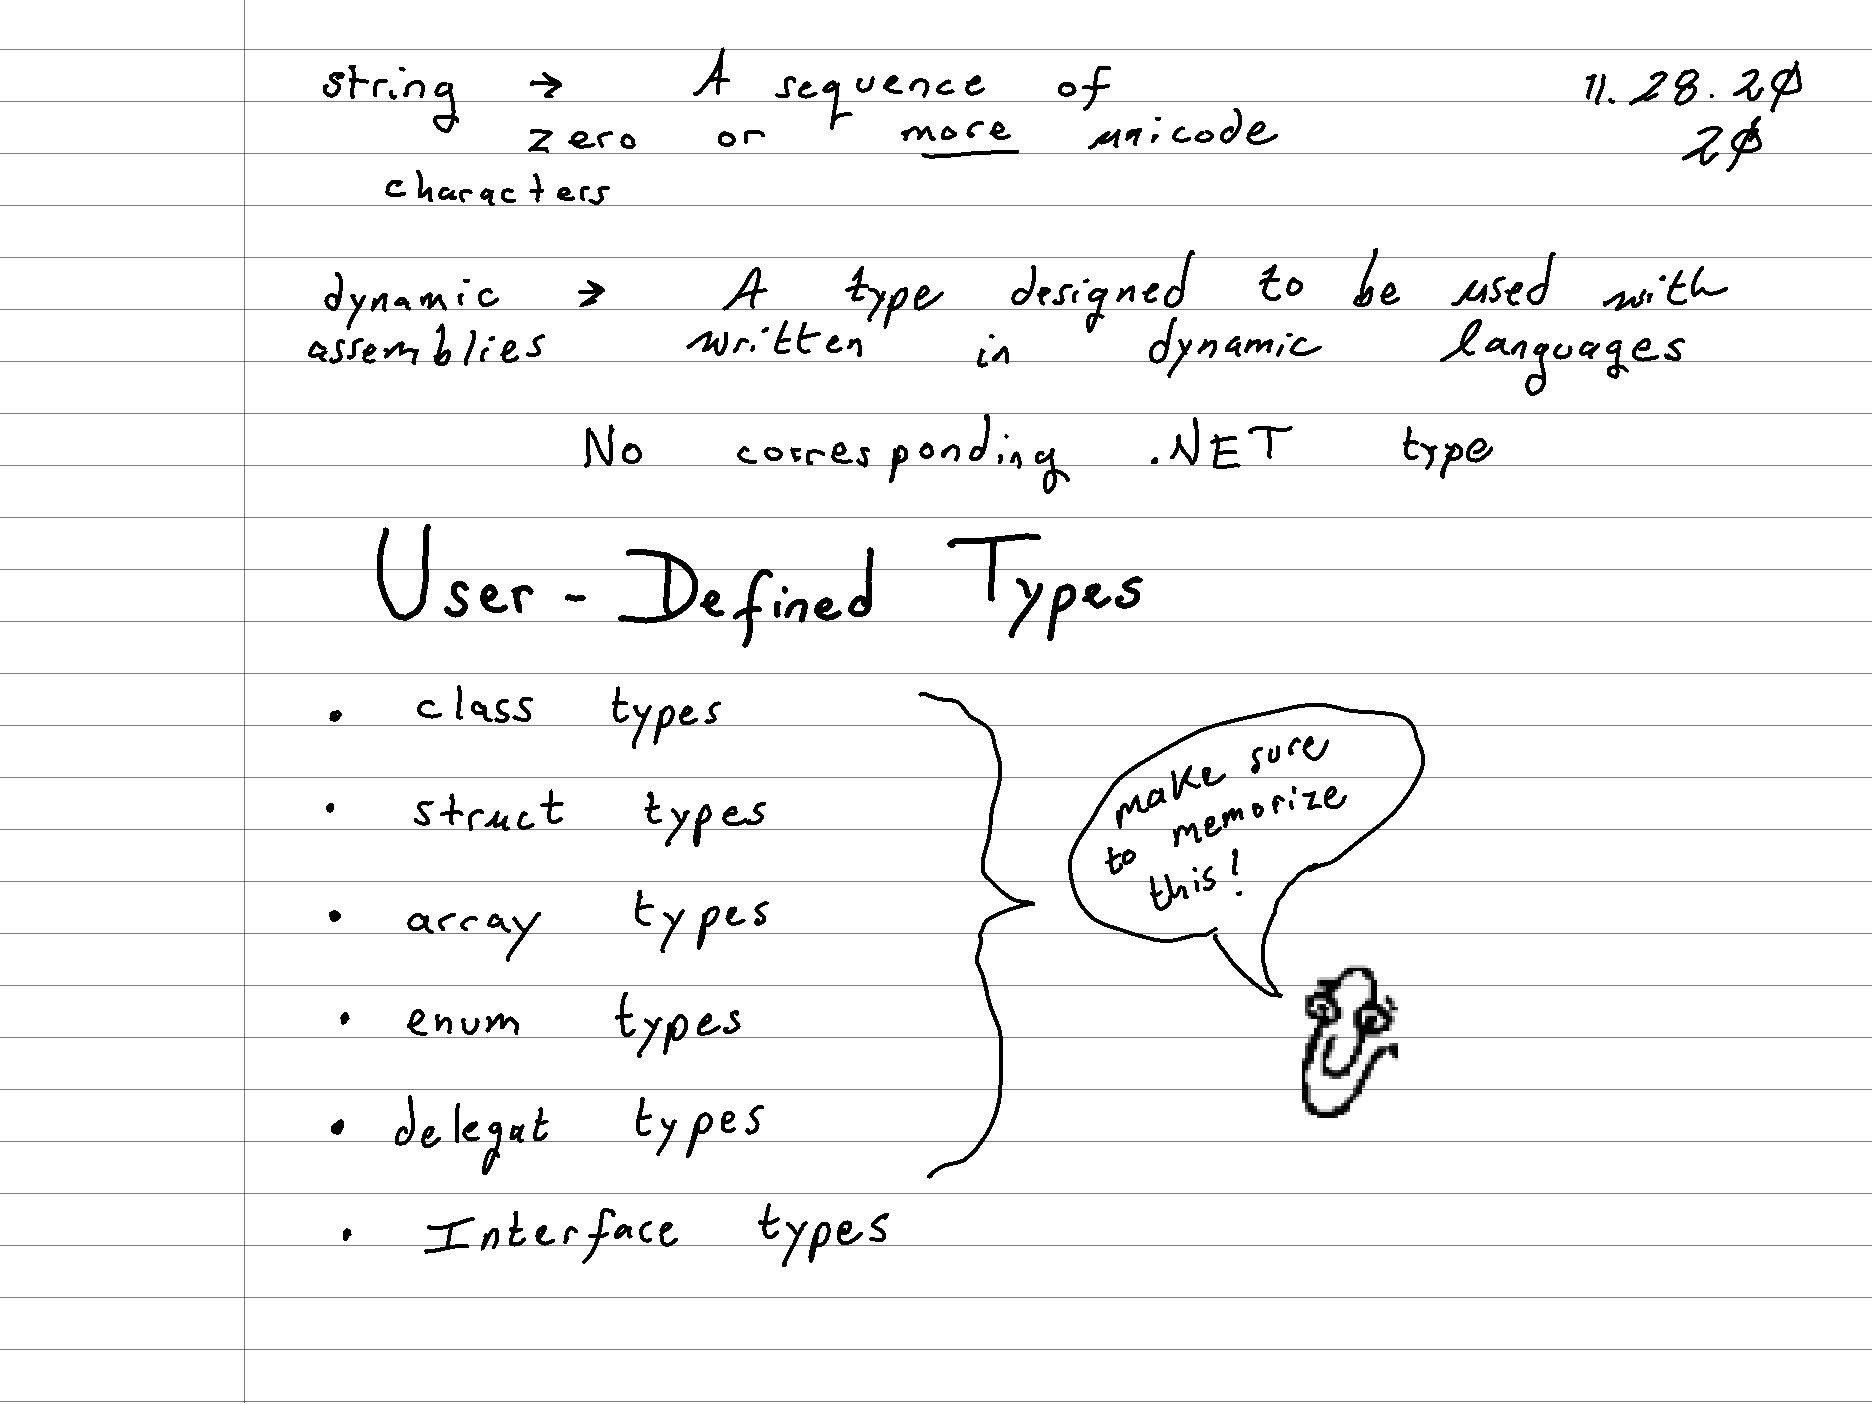 string → A sequence of
zero or more unicode
characters
11.28.20
20
dynamic → A type designed to be used with
assemblies written in dynamic languages
No corresponding .NET type
User-Defined Types
• class types
• struct types
• array types
• enum types
• delegat types
• Interface types
make sure
to memorize
this!